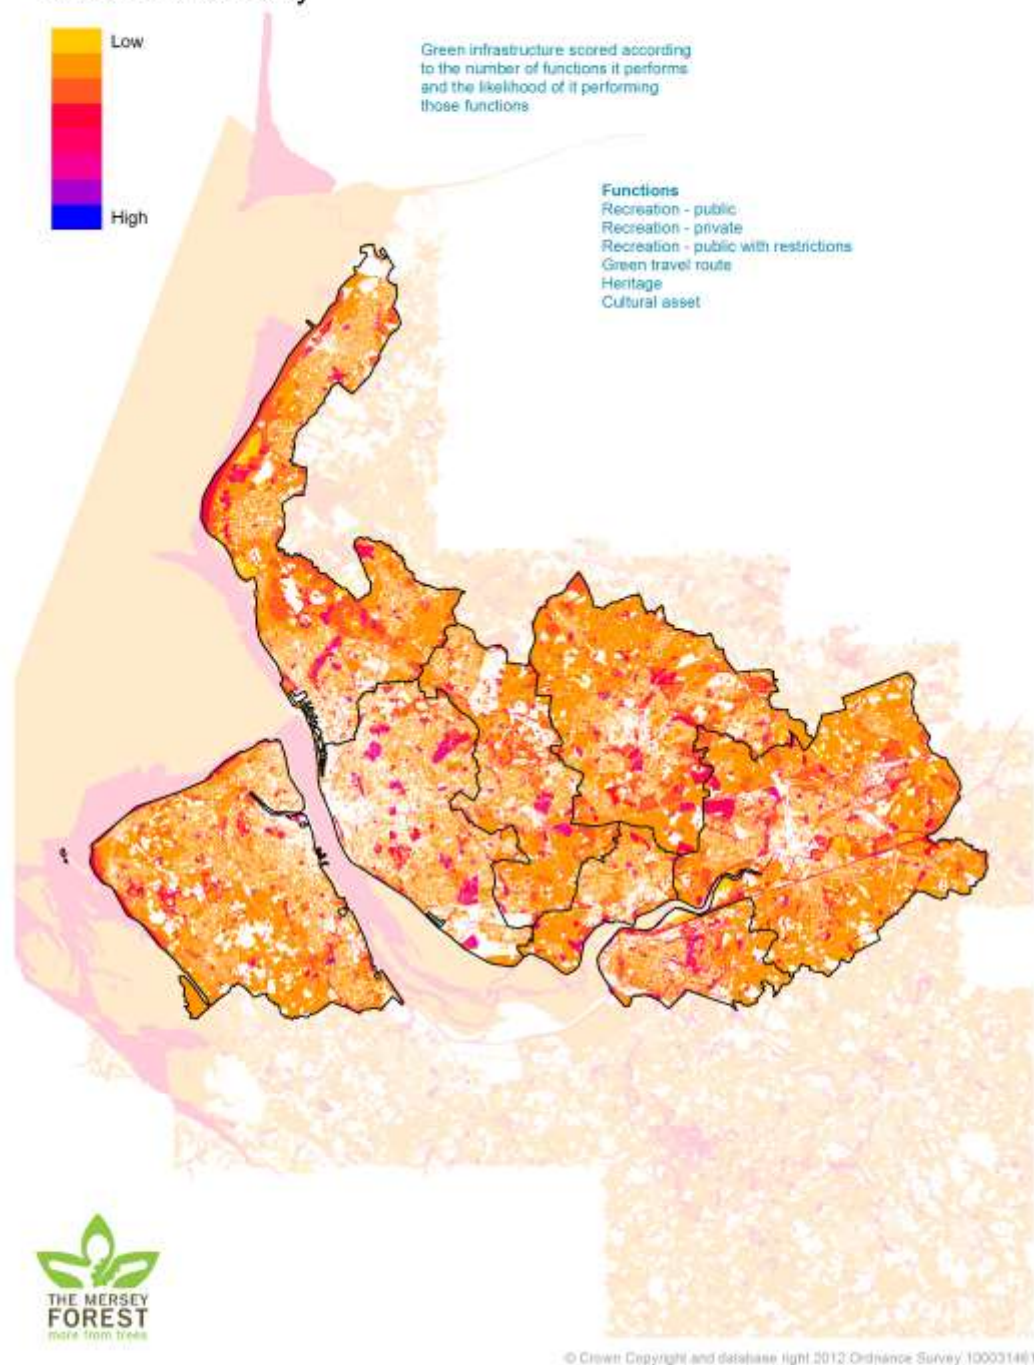 Low
High
Green infrastructure scored according
to the number of functions it performs
and the likelihood of it performing
those functions
Functions
Recreation - public
Recreation - private
Recreation - public with restrictions
Green travel route
Heritage
Cultural asset
THE MERSEY
FOREST
more from trees
© Crown Copyright and database right 2012 Ordnance Survey